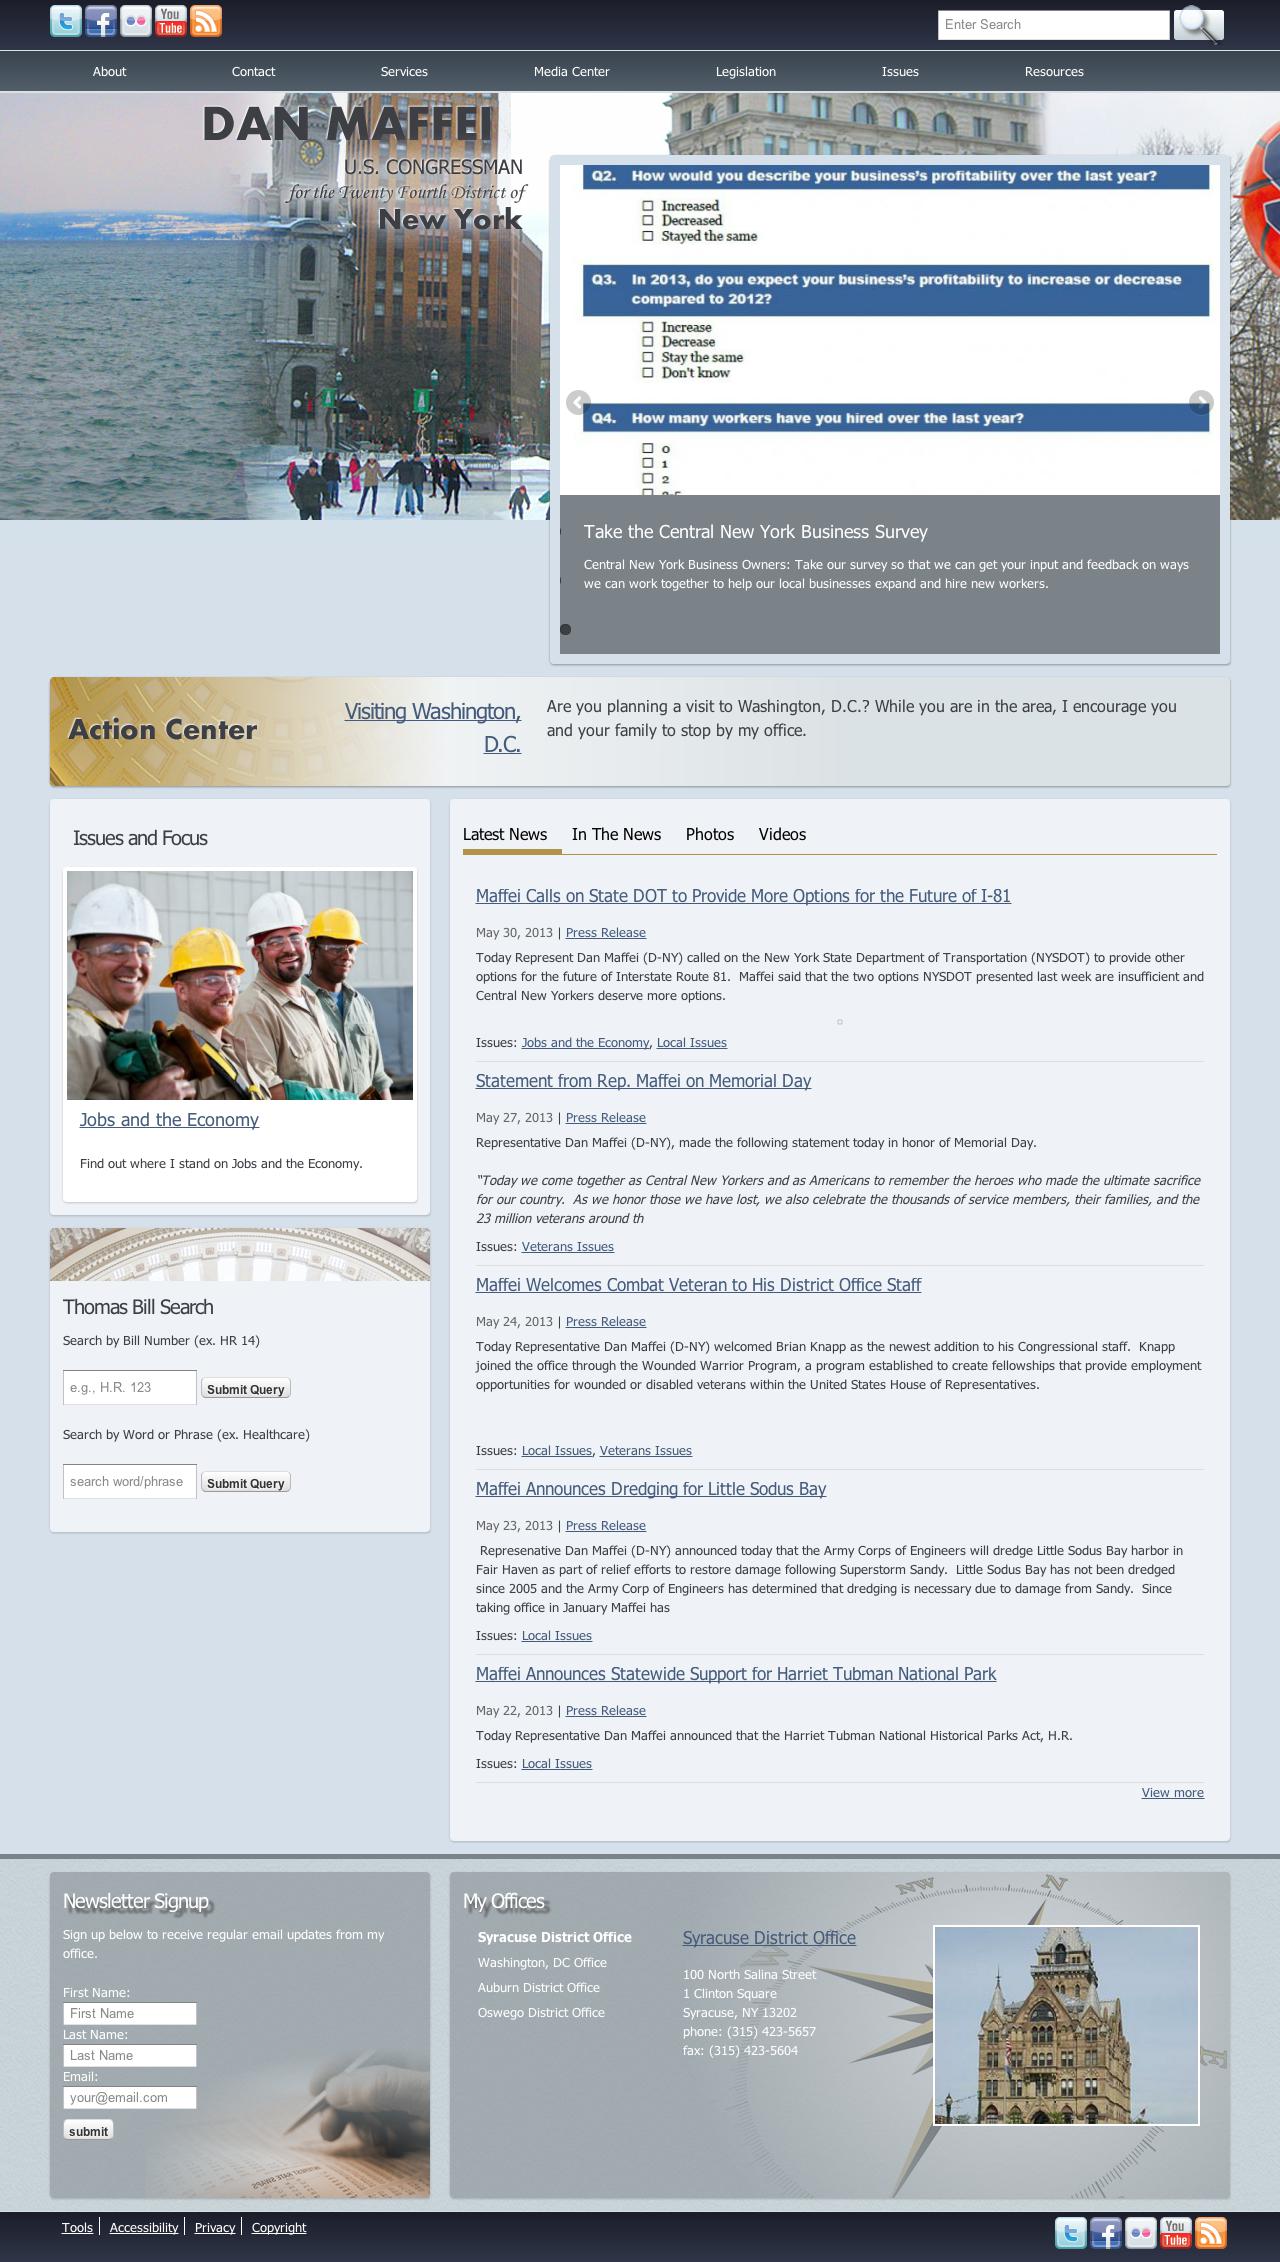 You
Tube
Enter Search
About Contact Services Media Center Legislation Issues Resources
DAN MAFFEI
U.S. CONGRESSMAN
for the Twenty Fourth District of
New York
Q2. How would you describe your business's profitability over the last year?
Increased
Decreased
Stayed the same
Q3. In 2013, do you expect your business's profitability to increase or decrease
compared to 2012?
Increase
Decrease
Stay the same
Don't know
Q4. How many workers have you hired over the last year?
0
1
2
Take the Central New York Business Survey
Central New York Business Owners: Take our survey so that we can get your input and feedback on ways
we can work together to help our local businesses expand and hire new workers.
Action Center
Visiting Washington,
D.C.
Are you planning a visit to Washington, D.C.? While you are in the area, I encourage you
and your family to stop by my office.
Issues and Focus
Jobs and the Economy
Find out where I stand on Jobs and the Economy.
Thomas Bill Search
Search by Bill Number (ex. HR 14)
e.g., H.R. 123 Submit Query
Search by Word or Phrase (ex. Healthcare)
search word/phrase Submit Query
Latest News In The News Photos Videos
Maffei Calls on State DOT to Provide More Options for the Future of I-81
May 30, 2013 | Press Release
Today Represent Dan Maffei (D-NY) called on the New York State Department of Transportation (NYSDOT) to provide other
options for the future of Interstate Route 81.  Maffei said that the two options NYSDOT presented last week are insufficient and
Central New Yorkers deserve more options.
Issues: Jobs and the Economy, Local Issues
Statement from Rep. Maffei on Memorial Day
May 27, 2013 | Press Release
Representative Dan Maffei (D-NY), made the following statement today in honor of Memorial Day.
"Today we come together as Central New Yorkers and as Americans to remember the heroes who made the ultimate sacrifice
for our country.  As we honor those we have lost, we also celebrate the thousands of service members, their families, and the
23 million veterans around th
Issues: Veterans Issues
Maffei Welcomes Combat Veteran to His District Office Staff
May 24, 2013 | Press Release
Today Representative Dan Maffei (D-NY) welcomed Brian Knapp as the newest addition to his Congressional staff.  Knapp
joined the office through the Wounded Warrior Program, a program established to create fellowships that provide employment
opportunities for wounded or disabled veterans within the United States House of Representatives.
Issues: Local Issues, Veterans Issues
Maffei Announces Dredging for Little Sodus Bay
May 23, 2013 | Press Release
Represenative Dan Maffei (D-NY) announced today that the Army Corps of Engineers will dredge Little Sodus Bay harbor in
Fair Haven as part of relief efforts to restore damage following Superstorm Sandy.  Little Sodus Bay has not been dredged
since 2005 and the Army Corp of Engineers has determined that dredging is necessary due to damage from Sandy.  Since
taking office in January Maffei has
Issues: Local Issues
Maffei Announces Statewide Support for Harriet Tubman National Park
May 22, 2013 | Press Release
Today Representative Dan Maffei announced that the Harriet Tubman National Historical Parks Act, H.R.
Issues: Local Issues
View more
Newsletter Signup
Sign up below to receive regular email updates from my
office.
First Name:
First Name
Last Name:
Last Name
Email:
your@email.com
submit
My Offices
Syracuse District Office
Washington, DC Office
Auburn District Office
Oswego District Office
Syracuse District Office
100 North Salina Street
1 Clinton Square
Syracuse, NY 13202
phone: (315) 423-5657
fax: (315) 423-5604
NW N
E
Tools | Accessibility | Privacy | Copyright
You
Tube